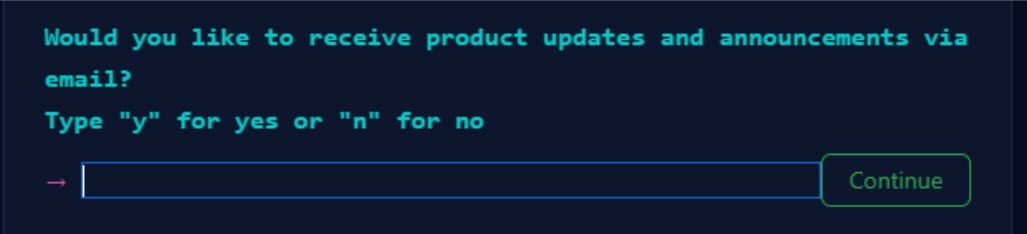 Would you like to receive product updates and announcements via
email?
Type "y" for yes or "n" for no
→ Continue